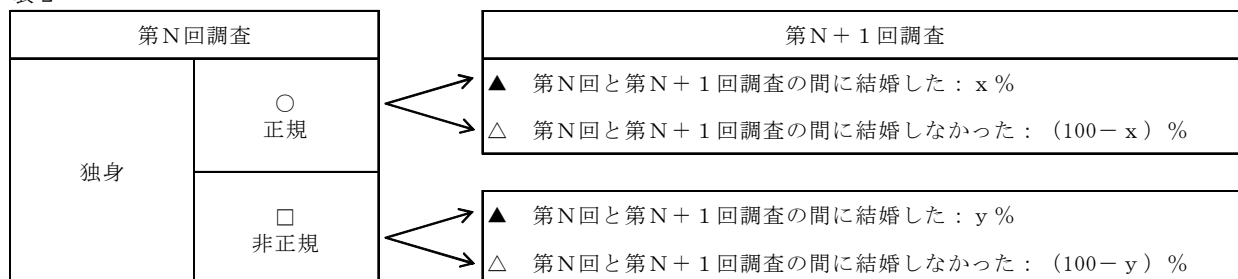 第N回調査
第N+1回調査
独身
○
正規
▲ 第N回と第N+1回調査の間に結婚した：x%
△ 第N回と第N+1回調査の間に結婚しなかった：(100-x)%
□
非正規
▲ 第N回と第N+1回調査の間に結婚した：y%
△ 第N回と第N+1回調査の間に結婚しなかった：(100-y)%